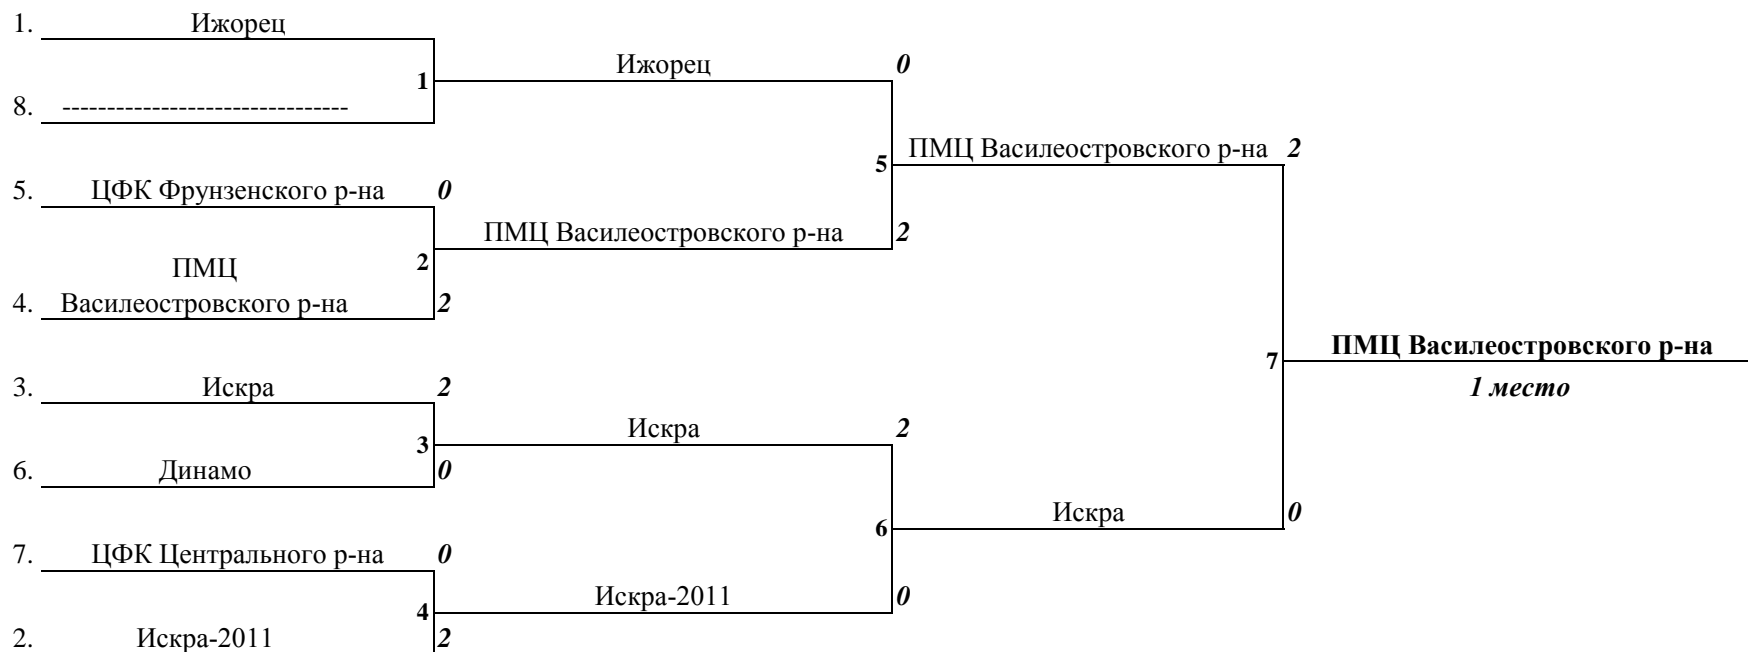 1. Ижорец
Ижорец 0
1
8. --------------------------------
ПМЦ Василеостровского р-на 2
5
5. ЦФК Фрунзенского р-на 0
ПМЦ Василеостровского р-на 2
2
ПМЦ
4. Василеостровского р-на 2
ПМЦ Василеостровского р-на
7
1 место
3. Искра 2
Искра 2
3
6. Динамо 0
Искра 0
6
7. ЦФК Центрального р-на 0
Искра-2011 0
4
2. Искра-2011 2